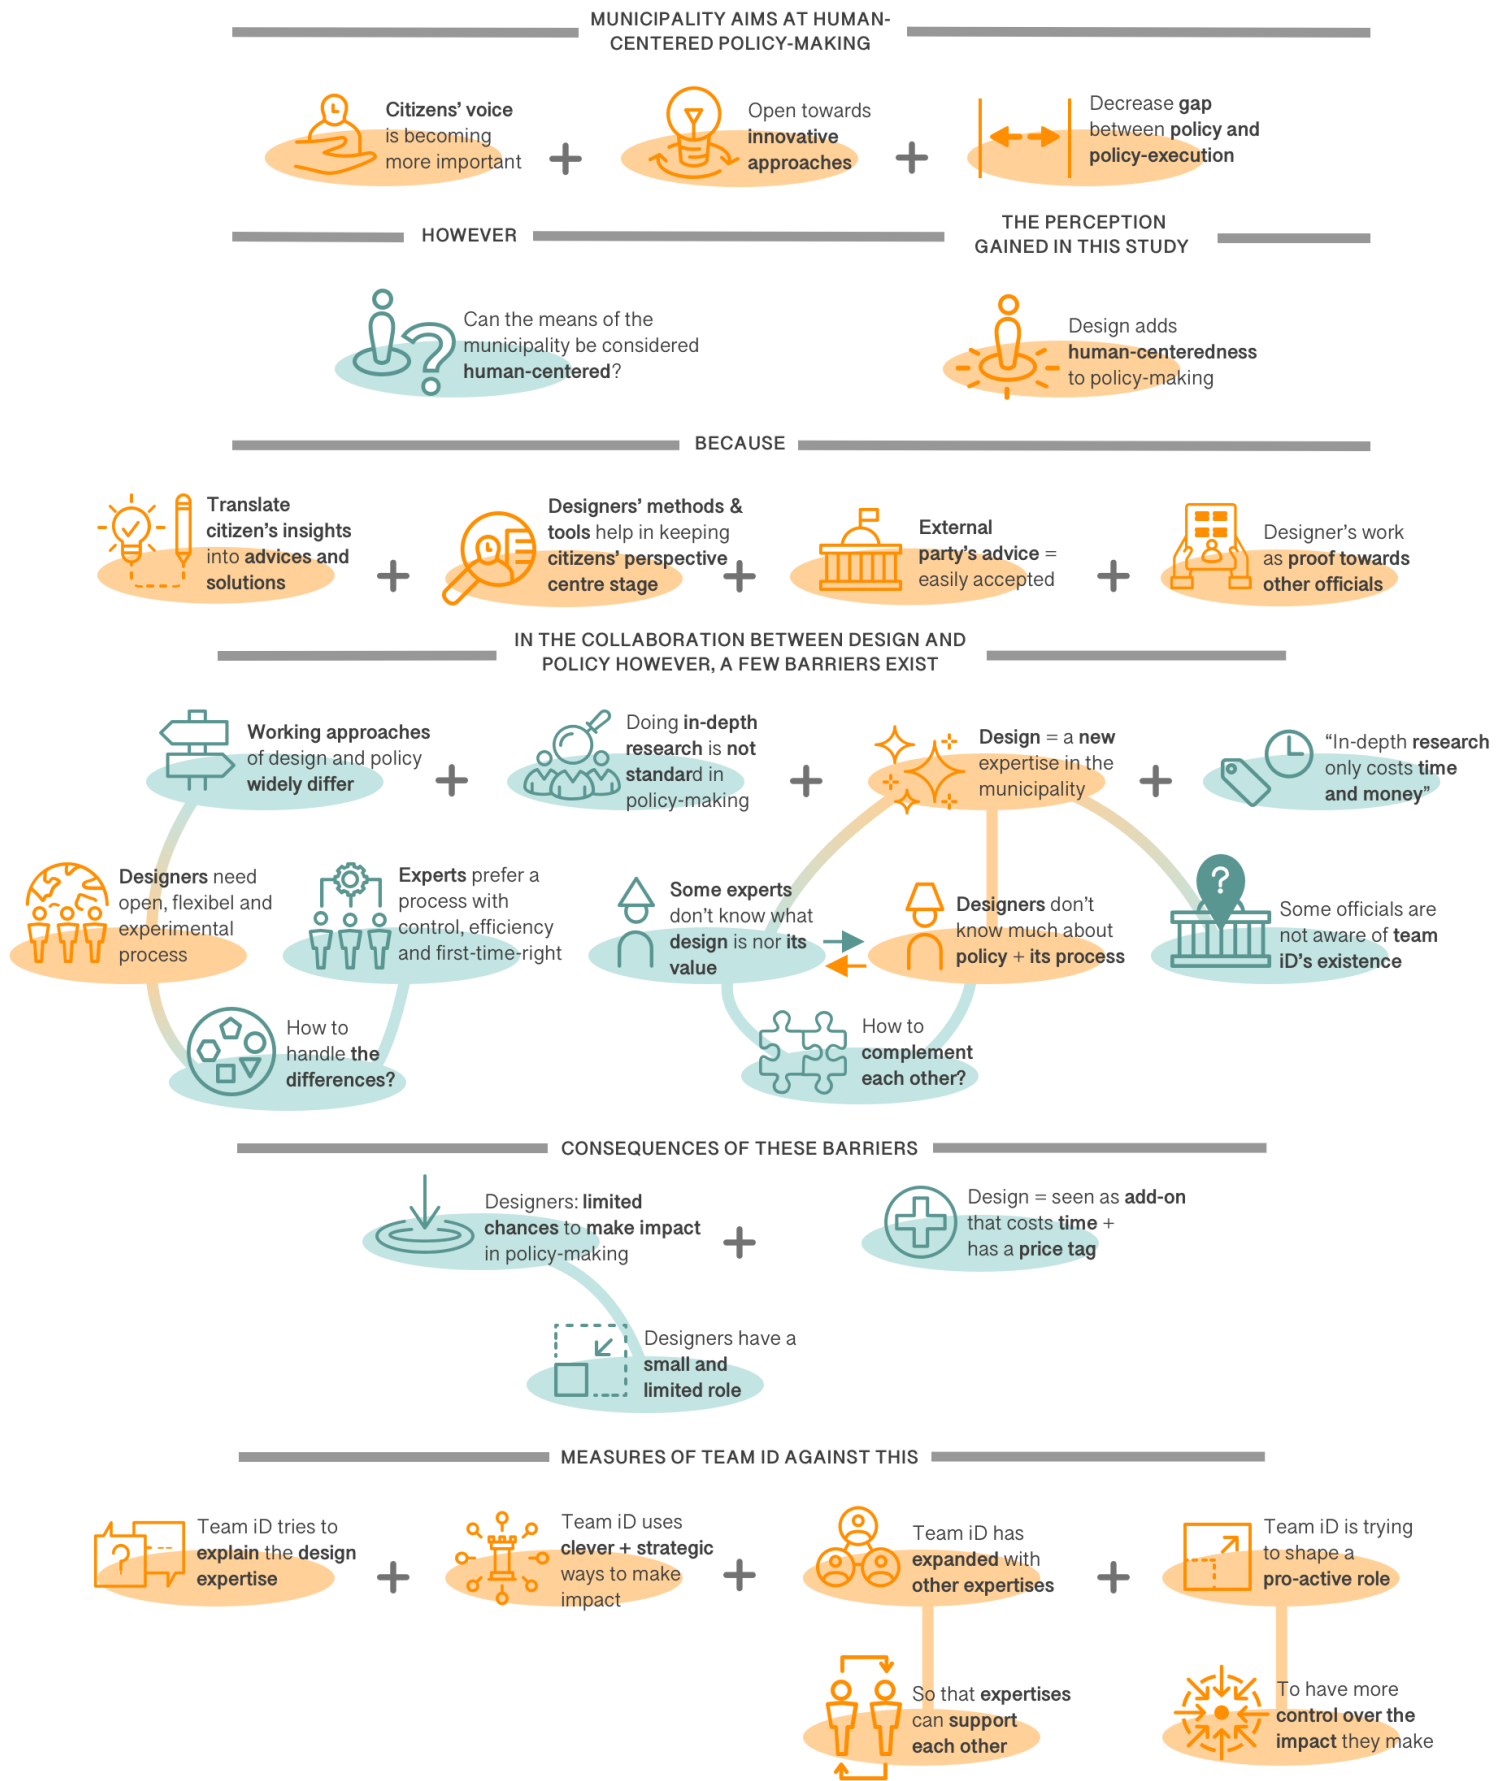 MUNICIPALITY AIMS AT HUMAN-
CENTERED POLICY-MAKING
Citizens' voice
is becoming
more important
Open towards
innovative
approaches
Decrease gap
between policy and
policy-execution
HOWEVER
THE PERCEPTION
GAINED IN THIS STUDY
Can the means of the
municipality be considered
human-centered?
Design adds
human-centeredness
to policy-making
BECAUSE
Translate
citizen's insights
into advices and
solutions
Designers' methods &
tools help in keeping
citizens' perspective
centre stage
External
party's advice =
easily accepted
Designer's work
as proof towards
other officials
IN THE COLLABORATION BETWEEN DESIGN AND
POLICY HOWEVER, A FEW BARRIERS EXIST
Working approaches
of design and policy
widely differ
Doing in-depth
research is not
standard in
policy-making
Design = a new
expertise in the
municipality
“In-depth research
only costs time
and money”
Designers need
open, flexibel and
experimental
process
Experts prefer a
process with
control, efficiency
and first-time-right
Some experts
don't know what
design is nor its
value
Designers don't
know much about
policy + its process
Some officials are
not aware of team
iD's existence
How to
handle the
differences?
How to
complement
each other?
CONSEQUENCES OF THESE BARRIERS
Designers: limited
chances to make impact
in policy-making
Design = seen as add-on
that costs time +
has a price tag
Designers have a
small and
limited role
MEASURES OF TEAM ID AGAINST THIS
Team iD tries to
explain the design
expertise
Team iD uses
clever + strategic
ways to make
impact
Team iD has
expanded with
other expertises
Team iD is trying
to shape a
pro-active role
So that expertises
can support
each other
To have more
control over the
impact they make